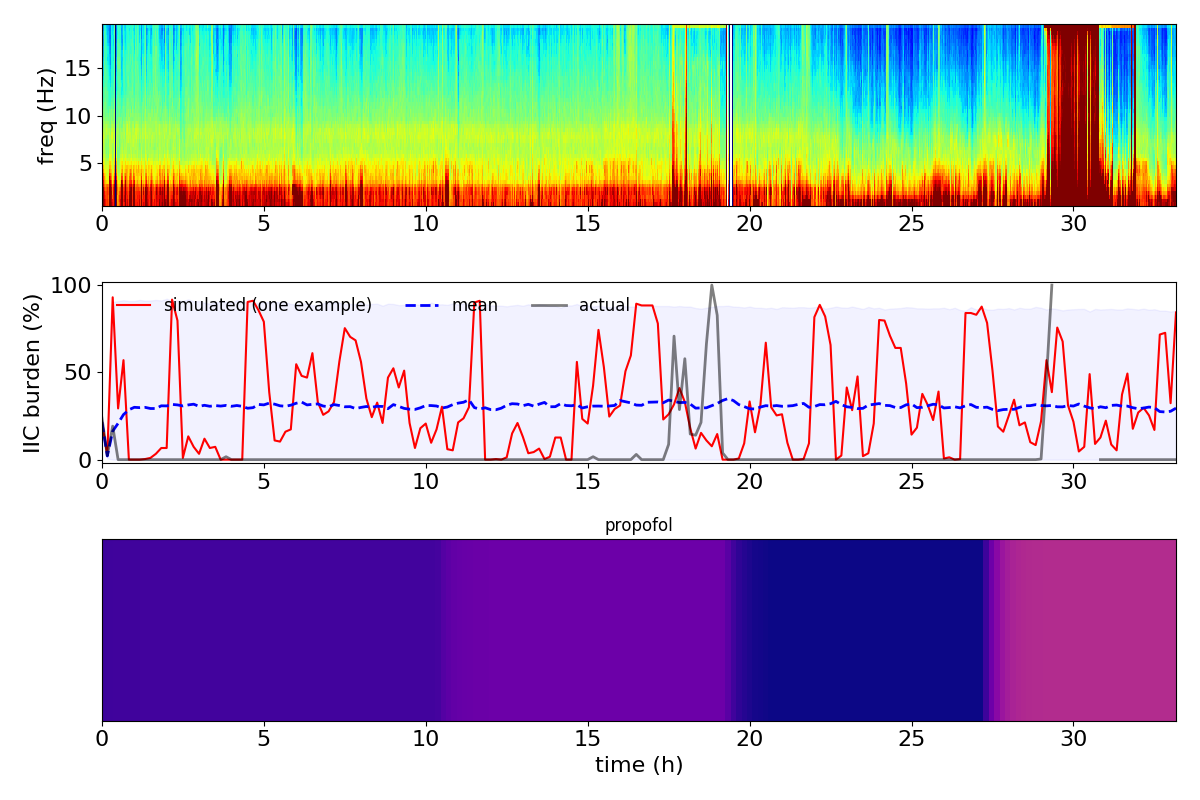 freq (Hz)
15
10
5
0 5 10 15 20 25 30
IIC burden (%)
100
50
0
simulated (one example) mean actual
0 5 10 15 20 25 30
propofol
0 5 10 15 20 25 30
time (h)